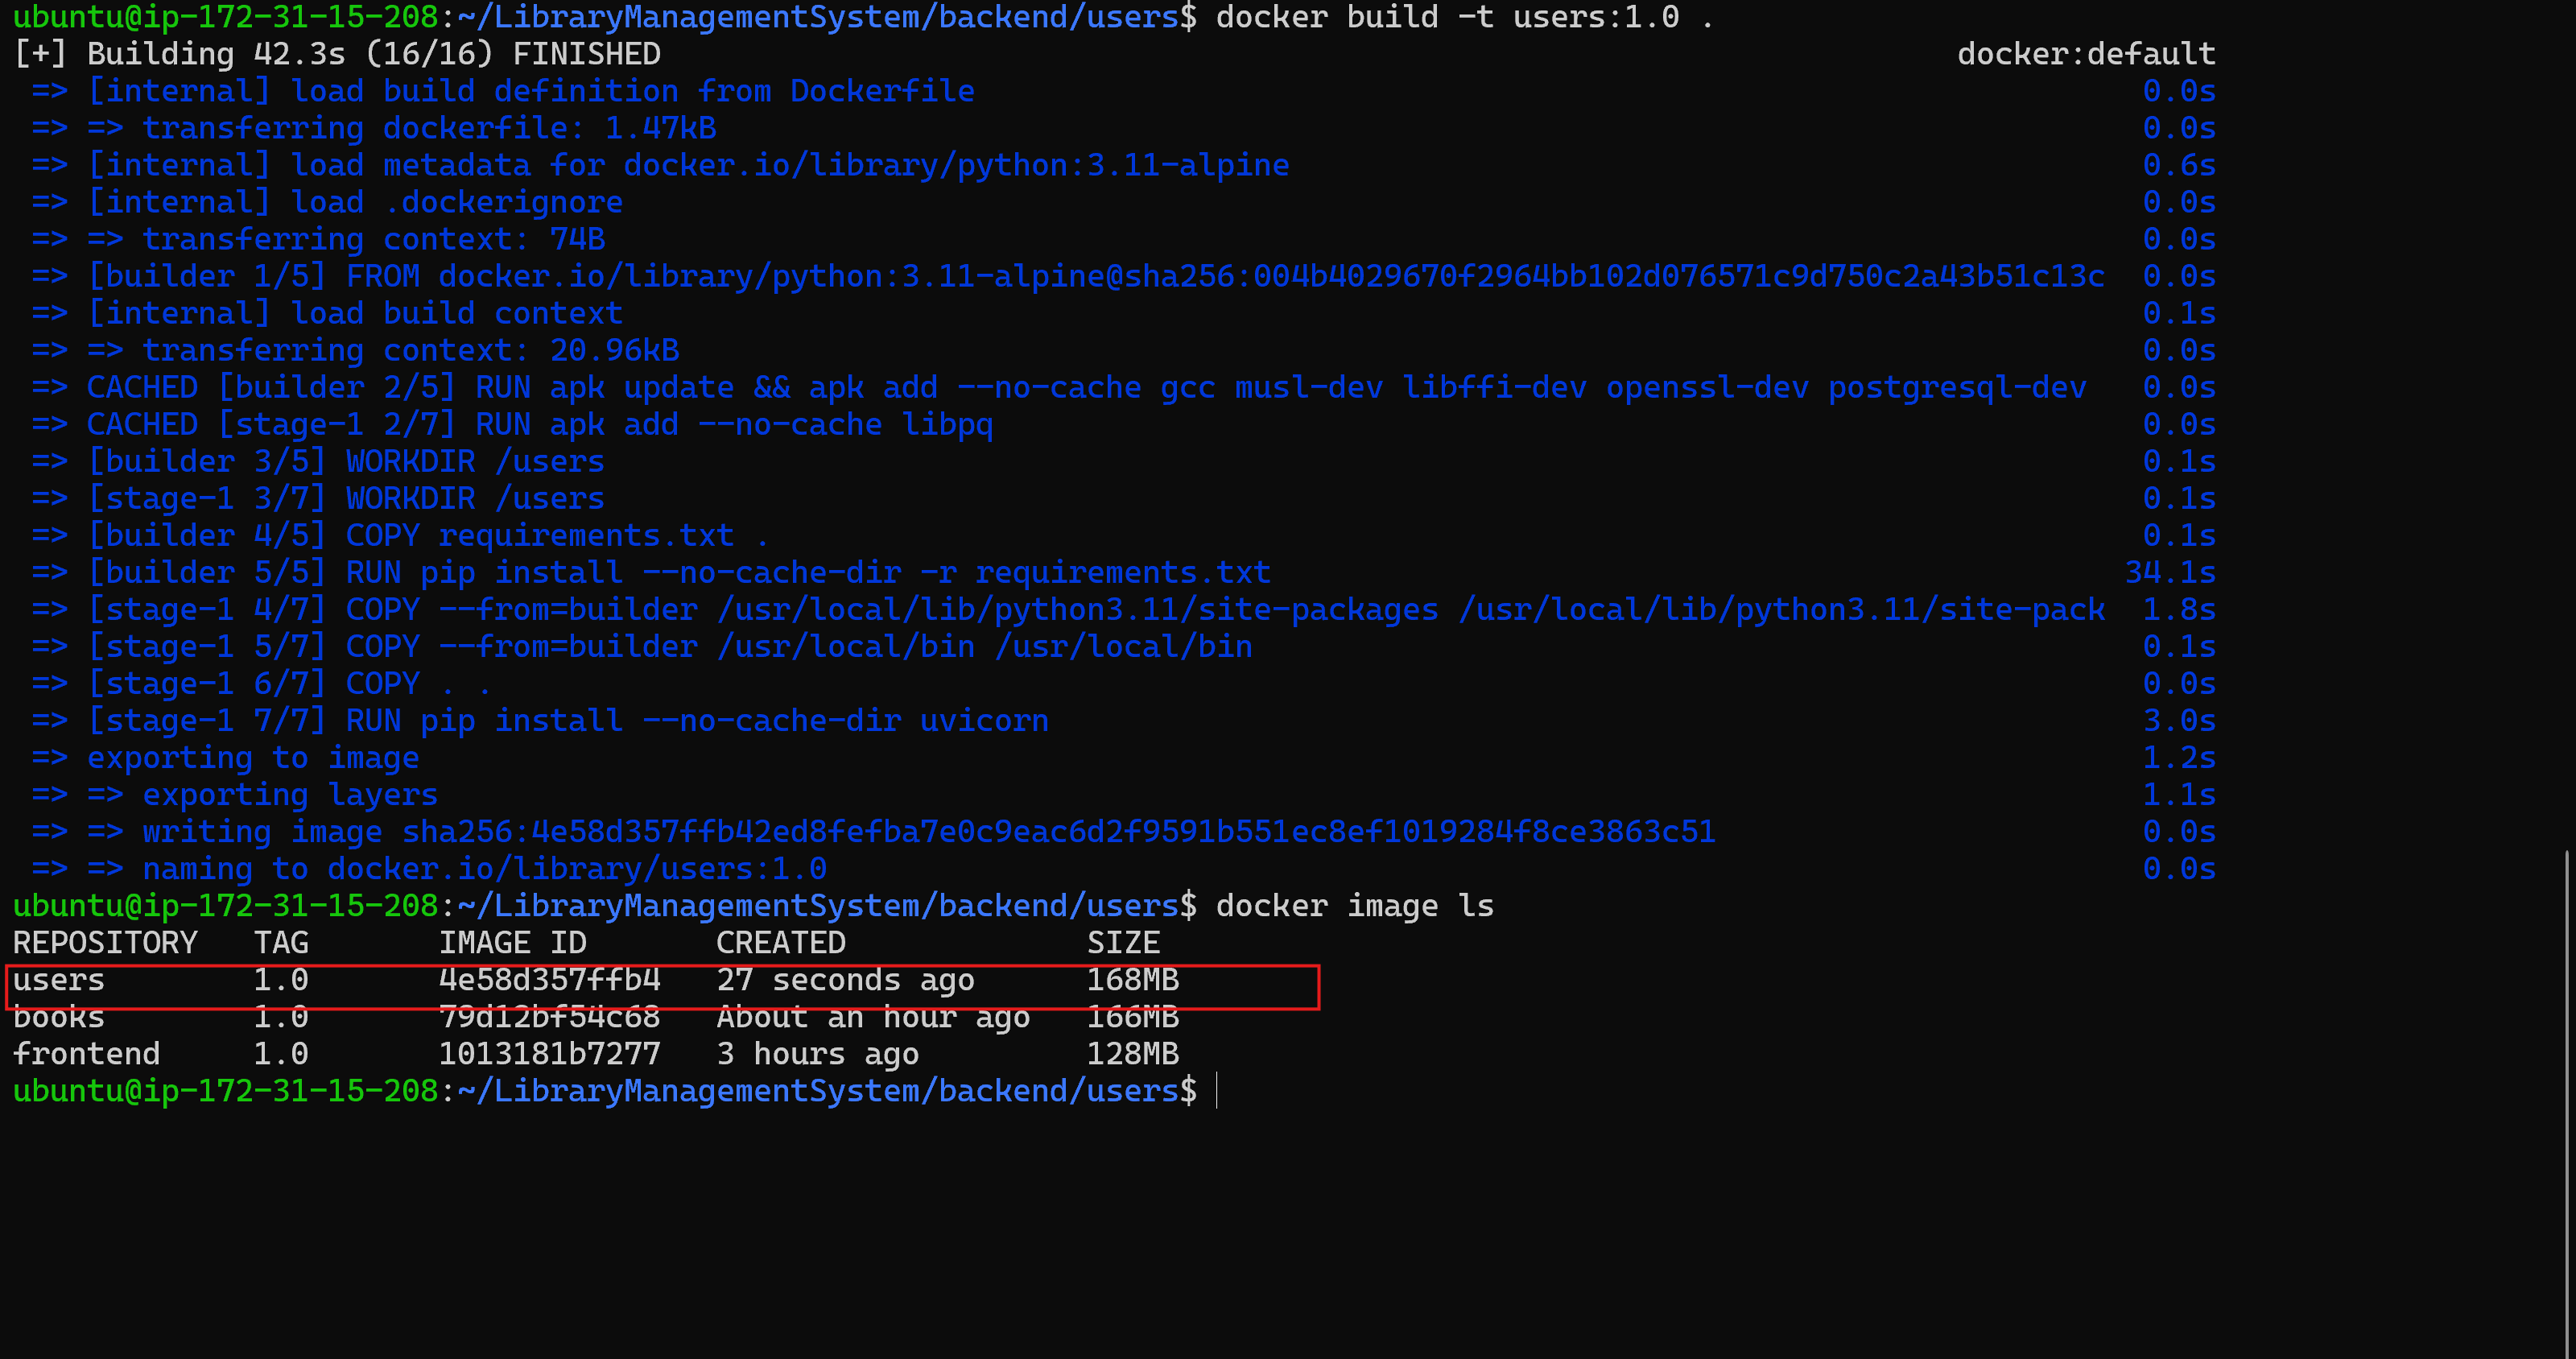 ubuntu@ip-172-31-15-208:~/LibraryManagementSystem/backend/users$ docker build -t users:1.0 .
[+] Building 42.3s (16/16) FINISHED docker:default
=> [internal] load build definition from Dockerfile 0.0s
=> => transferring dockerfile: 1.47kB 0.0s
=> [internal] load metadata for docker.io/library/python:3.11-alpine 0.6s
=> [internal] load .dockerignore 0.0s
=> => transferring context: 74B 0.0s
=> [builder 1/5] FROM docker.io/library/python:3.11-alpine@sha256:004b4029670f2964bb102d076571c9d750c2a43b51c13c 0.0s
=> [internal] load build context 0.1s
=> => transferring context: 20.96kB 0.0s
=> CACHED [builder 2/5] RUN apk update && apk add --no-cache gcc musl-dev libffi-dev openssl-dev postgresql-dev 0.0s
=> CACHED [stage-1 2/7] RUN apk add --no-cache libpq 0.0s
=> [builder 3/5] WORKDIR /users 0.1s
=> [stage-1 3/7] WORKDIR /users 0.1s
=> [builder 4/5] COPY requirements.txt . 0.1s
=> [builder 5/5] RUN pip install --no-cache-dir -r requirements.txt 34.1s
=> [stage-1 4/7] COPY --from=builder /usr/local/lib/python3.11/site-packages /usr/local/lib/python3.11/site-pack 1.8s
=> [stage-1 5/7] COPY --from=builder /usr/local/bin /usr/local/bin 0.1s
=> [stage-1 6/7] COPY . . 0.0s
=> [stage-1 7/7] RUN pip install --no-cache-dir uvicorn 3.0s
=> exporting to image 1.2s
=> => exporting layers 1.1s
=> => writing image sha256:4e58d357ffb42ed8fefba7e0c9eac6d2f9591b551ec8ef1019284f8ce3863c51 0.0s
=> => naming to docker.io/library/users:1.0 0.0s
ubuntu@ip-172-31-15-208:~/LibraryManagementSystem/backend/users$ docker image ls
REPOSITORY TAG IMAGE ID CREATED SIZE
users 1.0 4e58d357ffb4 27 seconds ago 168MB
books 1.0 79d12bf54c68 About an hour ago 166MB
frontend 1.0 1013181b7277 3 hours ago 128MB
ubuntu@ip-172-31-15-208:~/LibraryManagementSystem/backend/users$